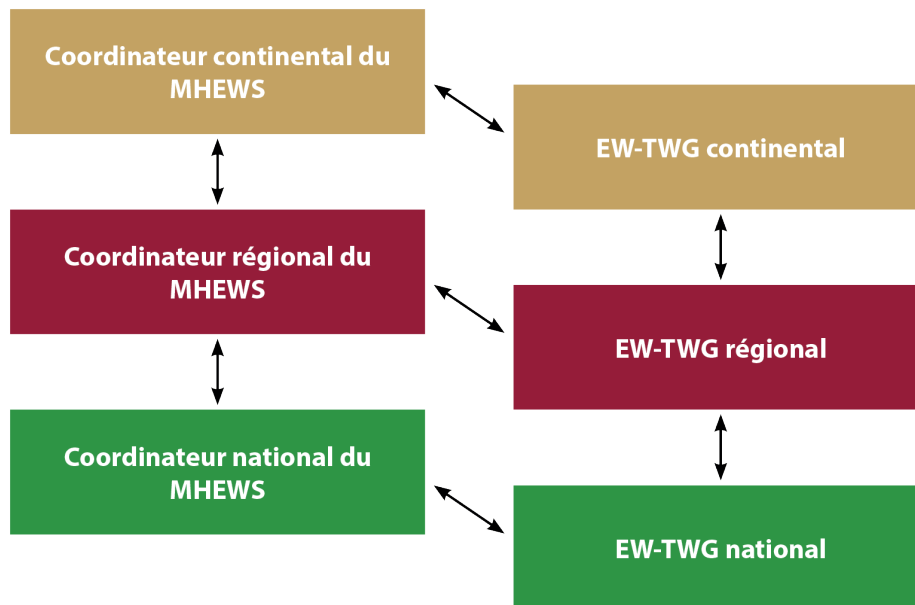 Coordinateur continental du
MHEWS
EW-TWG continental
Coordinateur régional du
MHEWS
EW-TWG régional
Coordinateur national du
MHEWS
EW-TWG national